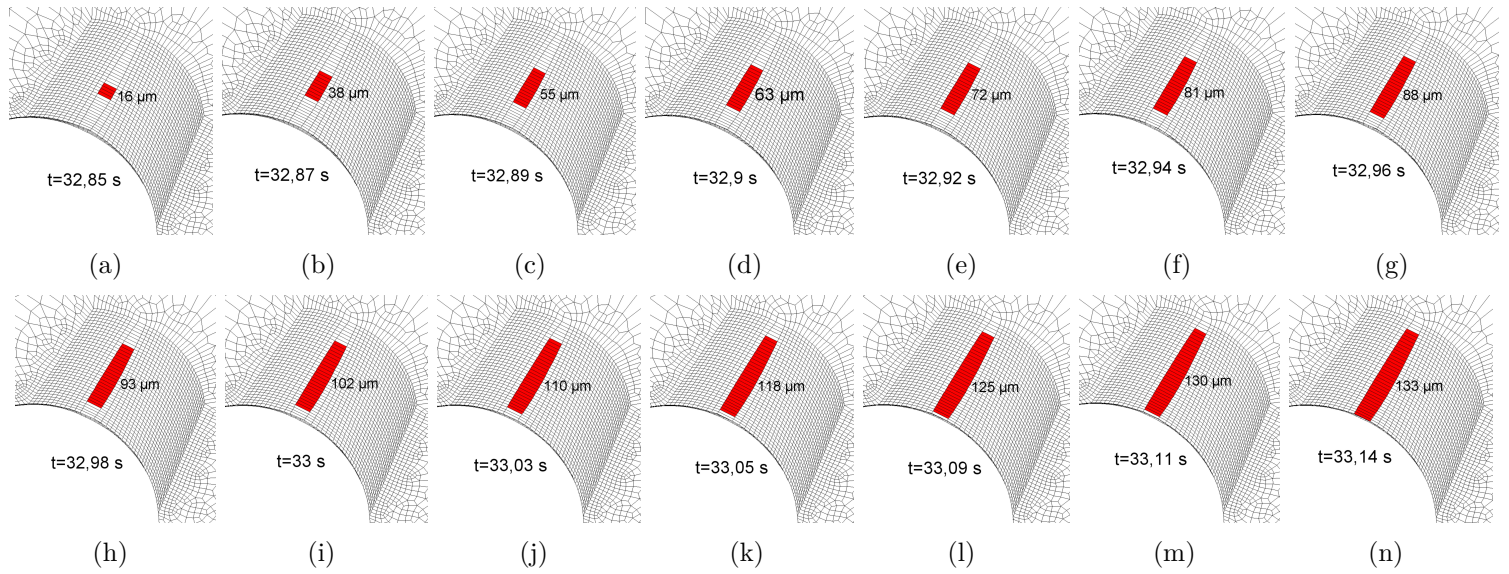 16 µm
38 µm
55 µm
63 µm
72 µm
81 µm
88 µm
t=32,85 s
t=32,87 s
t=32,89 s
t=32,9 s
t=32,92 s
t=32,94 s
t=32,96 s
(a)
(b)
(c)
(d)
(e)
(f)
(g)
93 µm
102 µm
110 µm
118 µm
125 µm
130 µm
133 µm
t=32,98 s
t=33 s
t=33,03 s
t=33,05 s
t=33,09 s
t=33,11 s
t=33,14 s
(h)
(i)
(j)
(k)
(l)
(m)
(n)